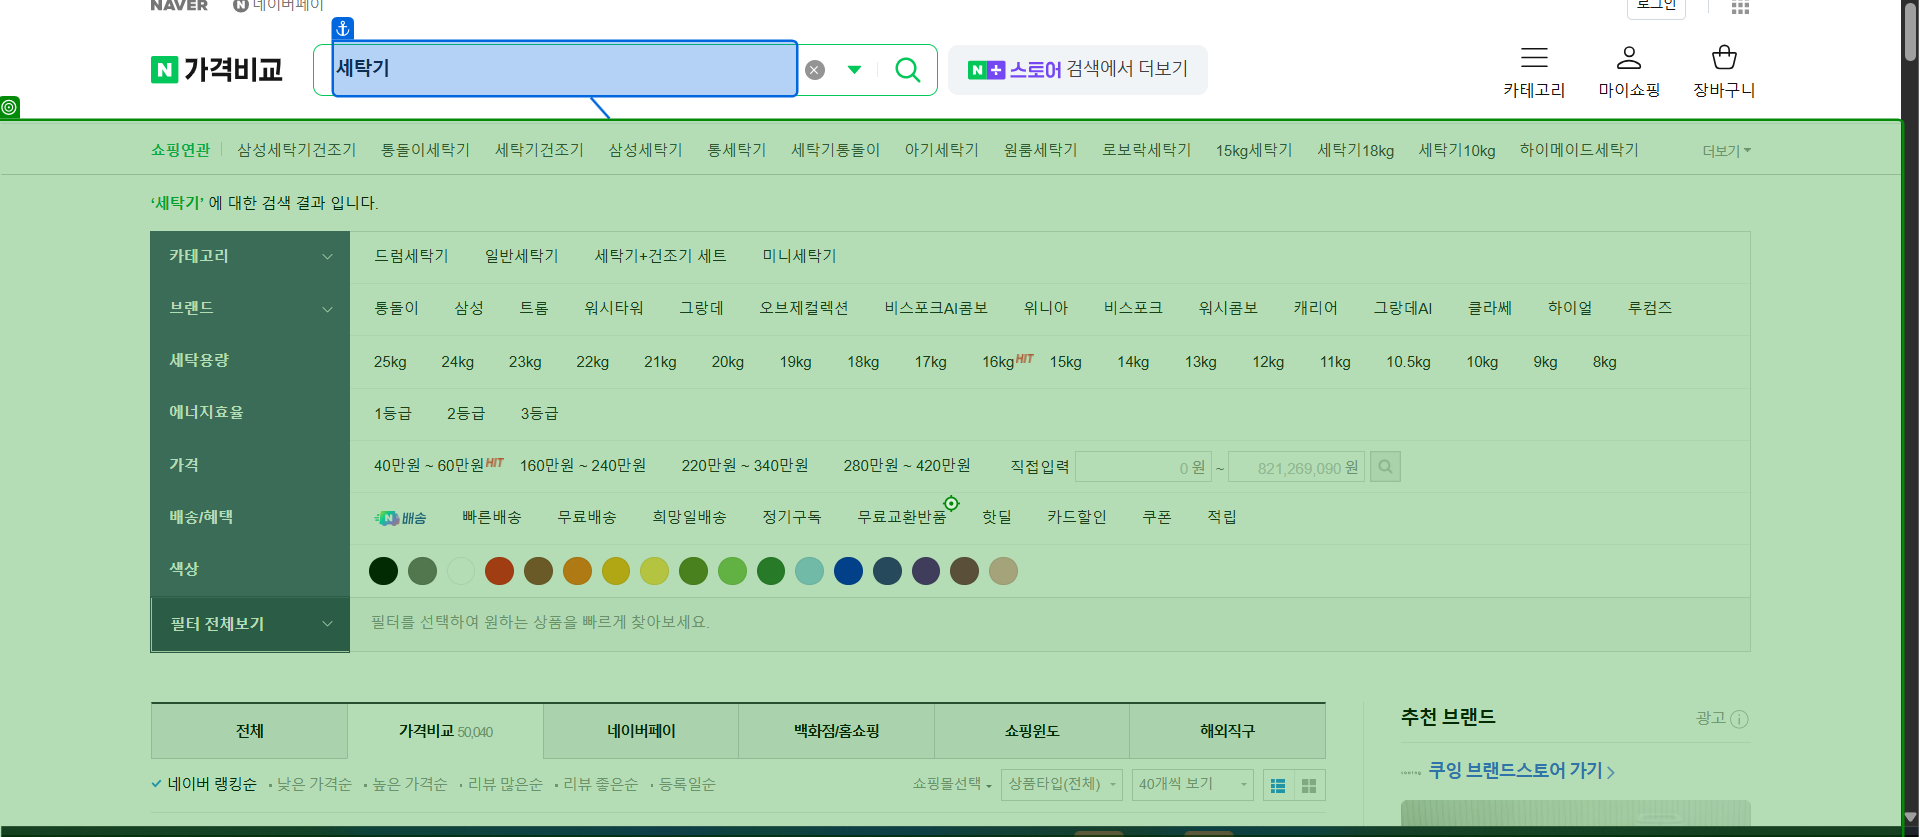 NAVER 네이버페이 로그인
가격비교 세탁기 스토어 검색에서 더보기 카테고리 마이쇼핑 장바구니
쇼핑연관 삼성세탁기건조기 통돌이세탁기 세탁기건조기 삼성세탁기 통세탁기 세탁기통돌이 아기세탁기 원룸세탁기 로보락세탁기 15kg세탁기 세탁기18kg 세탁기10kg 하이메이드세탁기 더보기
‘세탁기’ 에 대한 검색 결과 입니다.
카테고리 드럼세탁기 일반세탁기 세탁기+건조기 세트 미니세탁기
브랜드 통돌이 삼성 트롬 워시타워 그랑데 오브제컬렉션 비스포크AI콤보 위니아 비스포크 워시콤보 캐리어 그랑데AI 클라쎄 하이얼 루컴즈
세탁용량 25kg 24kg 23kg 22kg 21kg 20kg 19kg 18kg 17kg 16kg HIT 15kg 14kg 13kg 12kg 11kg 10.5kg 10kg 9kg 8kg
에너지효율 1등급 2등급 3등급
가격 40만원 ~ 60만원 HIT 160만원 ~ 240만원 220만원 ~ 340만원 280만원 ~ 420만원 직접입력 0 원 ~ 821,269,090 원
배송/혜택 N 배송 빠른배송 무료배송 희망일배송 정기구독 무료교환반품 핫딜 카드할인 쿠폰 적립
색상
필터 전체보기 필터를 선택하여 원하는 상품을 빠르게 찾아보세요.
전체 가격비교 50,040 네이버페이 백화점/홈쇼핑 쇼핑윈도 해외직구
네이버 랭킹순 낮은 가격순 높은 가격순 리뷰 많은순 리뷰 좋은순 등록일순 쇼핑몰선택 상품타입(전체) 40개씩 보기
추천 브랜드 광고
쿠잉 브랜드스토어 가기